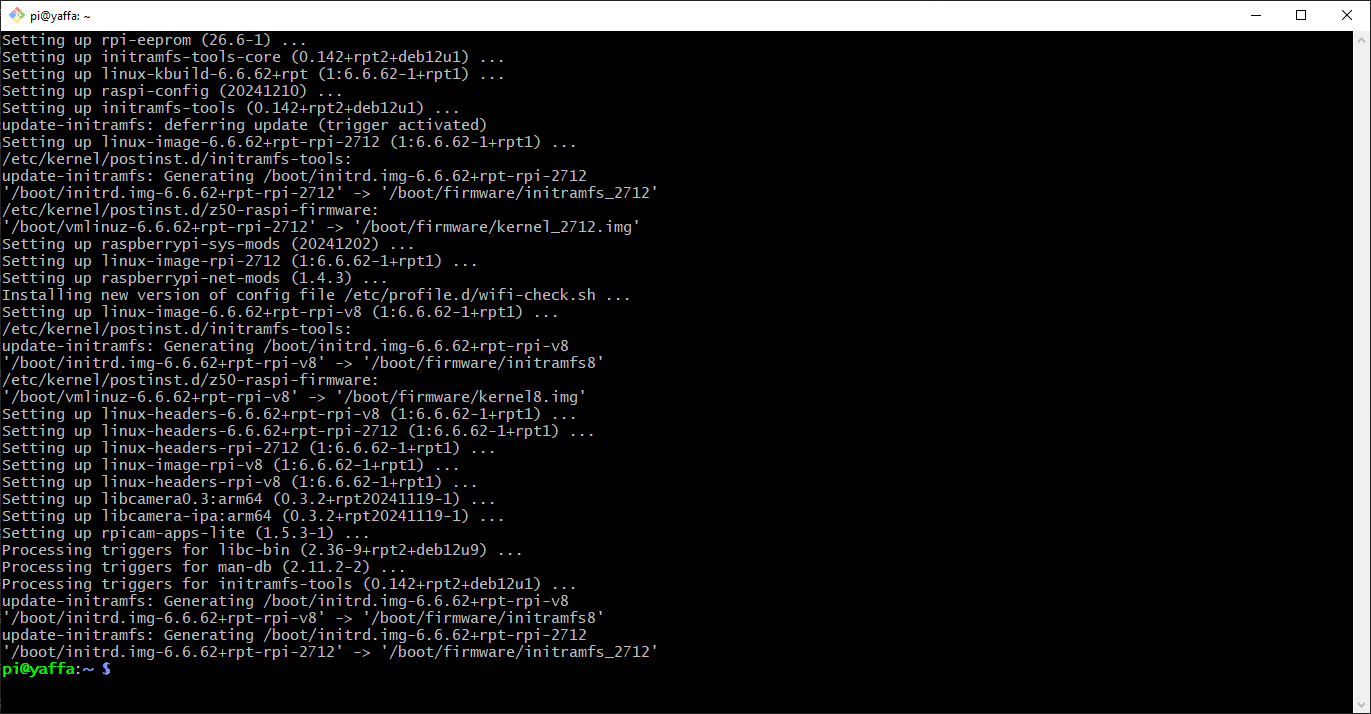 pi@yaffa: ~
Setting up rpi-eeprom (26.6-1) ...
Setting up initramfs-tools-core (0.142+rpt2+deb12u1) ...
Setting up linux-kbuild-6.6.62+rpt (1:6.6.62-1+rpt1) ...
Setting up raspi-config (20241210) ...
Setting up initramfs-tools (0.142+rpt2+deb12u1) ...
update-initramfs: deferring update (trigger activated)
Setting up linux-image-6.6.62+rpt-rpi-2712 (1:6.6.62-1+rpt1) ...
/etc/kernel/postinst.d/initramfs-tools:
update-initramfs: Generating /boot/initrd.img-6.6.62+rpt-rpi-2712
'/boot/initrd.img-6.6.62+rpt-rpi-2712' -> '/boot/firmware/initramfs_2712'
/etc/kernel/postinst.d/z50-raspi-firmware:
'/boot/vmlinuz-6.6.62+rpt-rpi-2712' -> '/boot/firmware/kernel_2712.img'
Setting up raspberrypi-sys-mods (20241202) ...
Setting up linux-image-rpi-2712 (1:6.6.62-1+rpt1) ...
Setting up raspberrypi-net-mods (1.4.3) ...
Installing new version of config file /etc/profile.d/wifi-check.sh ...
Setting up linux-image-6.6.62+rpt-rpi-v8 (1:6.6.62-1+rpt1) ...
/etc/kernel/postinst.d/initramfs-tools:
update-initramfs: Generating /boot/initrd.img-6.6.62+rpt-rpi-v8
'/boot/initrd.img-6.6.62+rpt-rpi-v8' -> '/boot/firmware/initramfs8'
/etc/kernel/postinst.d/z50-raspi-firmware:
'/boot/vmlinuz-6.6.62+rpt-rpi-v8' -> '/boot/firmware/kernel8.img'
Setting up linux-headers-6.6.62+rpt-rpi-v8 (1:6.6.62-1+rpt1) ...
Setting up linux-headers-6.6.62+rpt-rpi-2712 (1:6.6.62-1+rpt1) ...
Setting up linux-headers-rpi-2712 (1:6.6.62-1+rpt1) ...
Setting up linux-image-rpi-v8 (1:6.6.62-1+rpt1) ...
Setting up linux-headers-rpi-v8 (1:6.6.62-1+rpt1) ...
Setting up libcamera0.3:arm64 (0.3.2+rpt20241119-1) ...
Setting up libcamera-ipa:arm64 (0.3.2+rpt20241119-1) ...
Setting up rpicam-apps-lite (1.5.3-1) ...
Processing triggers for libc-bin (2.36-9+rpt2+deb12u9) ...
Processing triggers for man-db (2.11.2-2) ...
Processing triggers for initramfs-tools (0.142+rpt2+deb12u1) ...
update-initramfs: Generating /boot/initrd.img-6.6.62+rpt-rpi-v8
'/boot/initrd.img-6.6.62+rpt-rpi-v8' -> '/boot/firmware/initramfs8'
update-initramfs: Generating /boot/initrd.img-6.6.62+rpt-rpi-2712
'/boot/initrd.img-6.6.62+rpt-rpi-2712' -> '/boot/firmware/initramfs_2712'
pi@yaffa:~ $